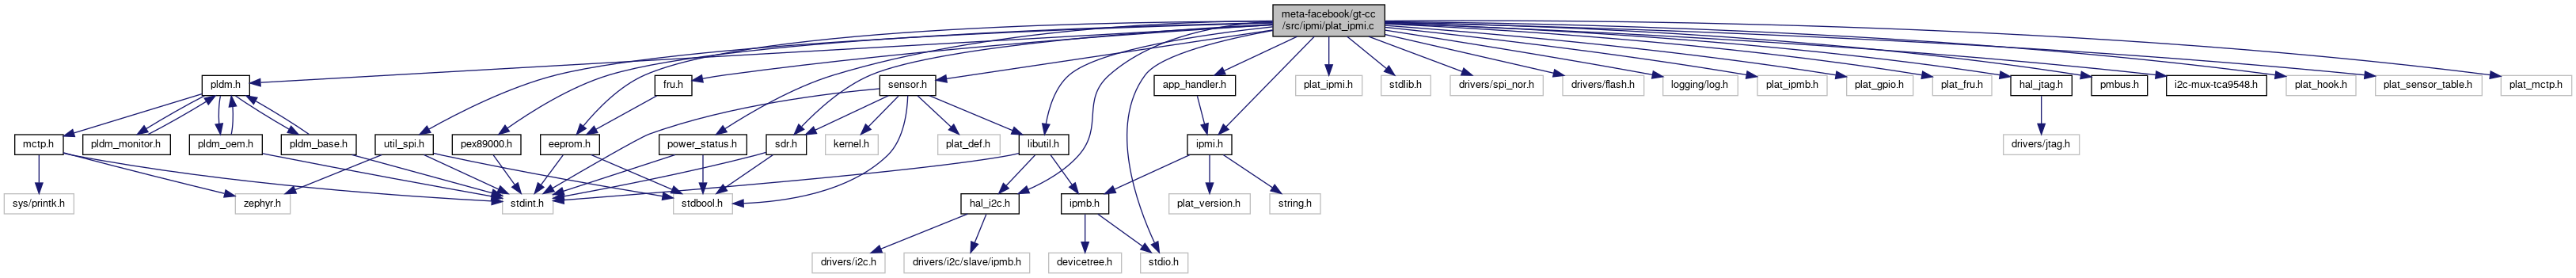 meta-facebook/gt-cc
/src/ipmi/plat_ipmi.c
pldm.h
fru.h
sensor.h
app_handler.h
plat_ipmi.h
stdlib.h
drivers/spi_nor.h
drivers/flash.h
logging/log.h
plat_ipmb.h
plat_gpio.h
plat_fru.h
hal_jtag.h
pmbus.h
i2c-mux-tca9548.h
plat_hook.h
plat_sensor_table.h
plat_mctp.h
mctp.h
pldm_monitor.h
pldm_oem.h
pldm_base.h
util_spi.h
pex89000.h
eeprom.h
power_status.h
sdr.h
kernel.h
plat_def.h
libutil.h
ipmi.h
drivers/jtag.h
sys/printk.h
zephyr.h
stdint.h
stdbool.h
hal_i2c.h
ipmb.h
plat_version.h
string.h
drivers/i2c.h
drivers/i2c/slave/ipmb.h
devicetree.h
stdio.h